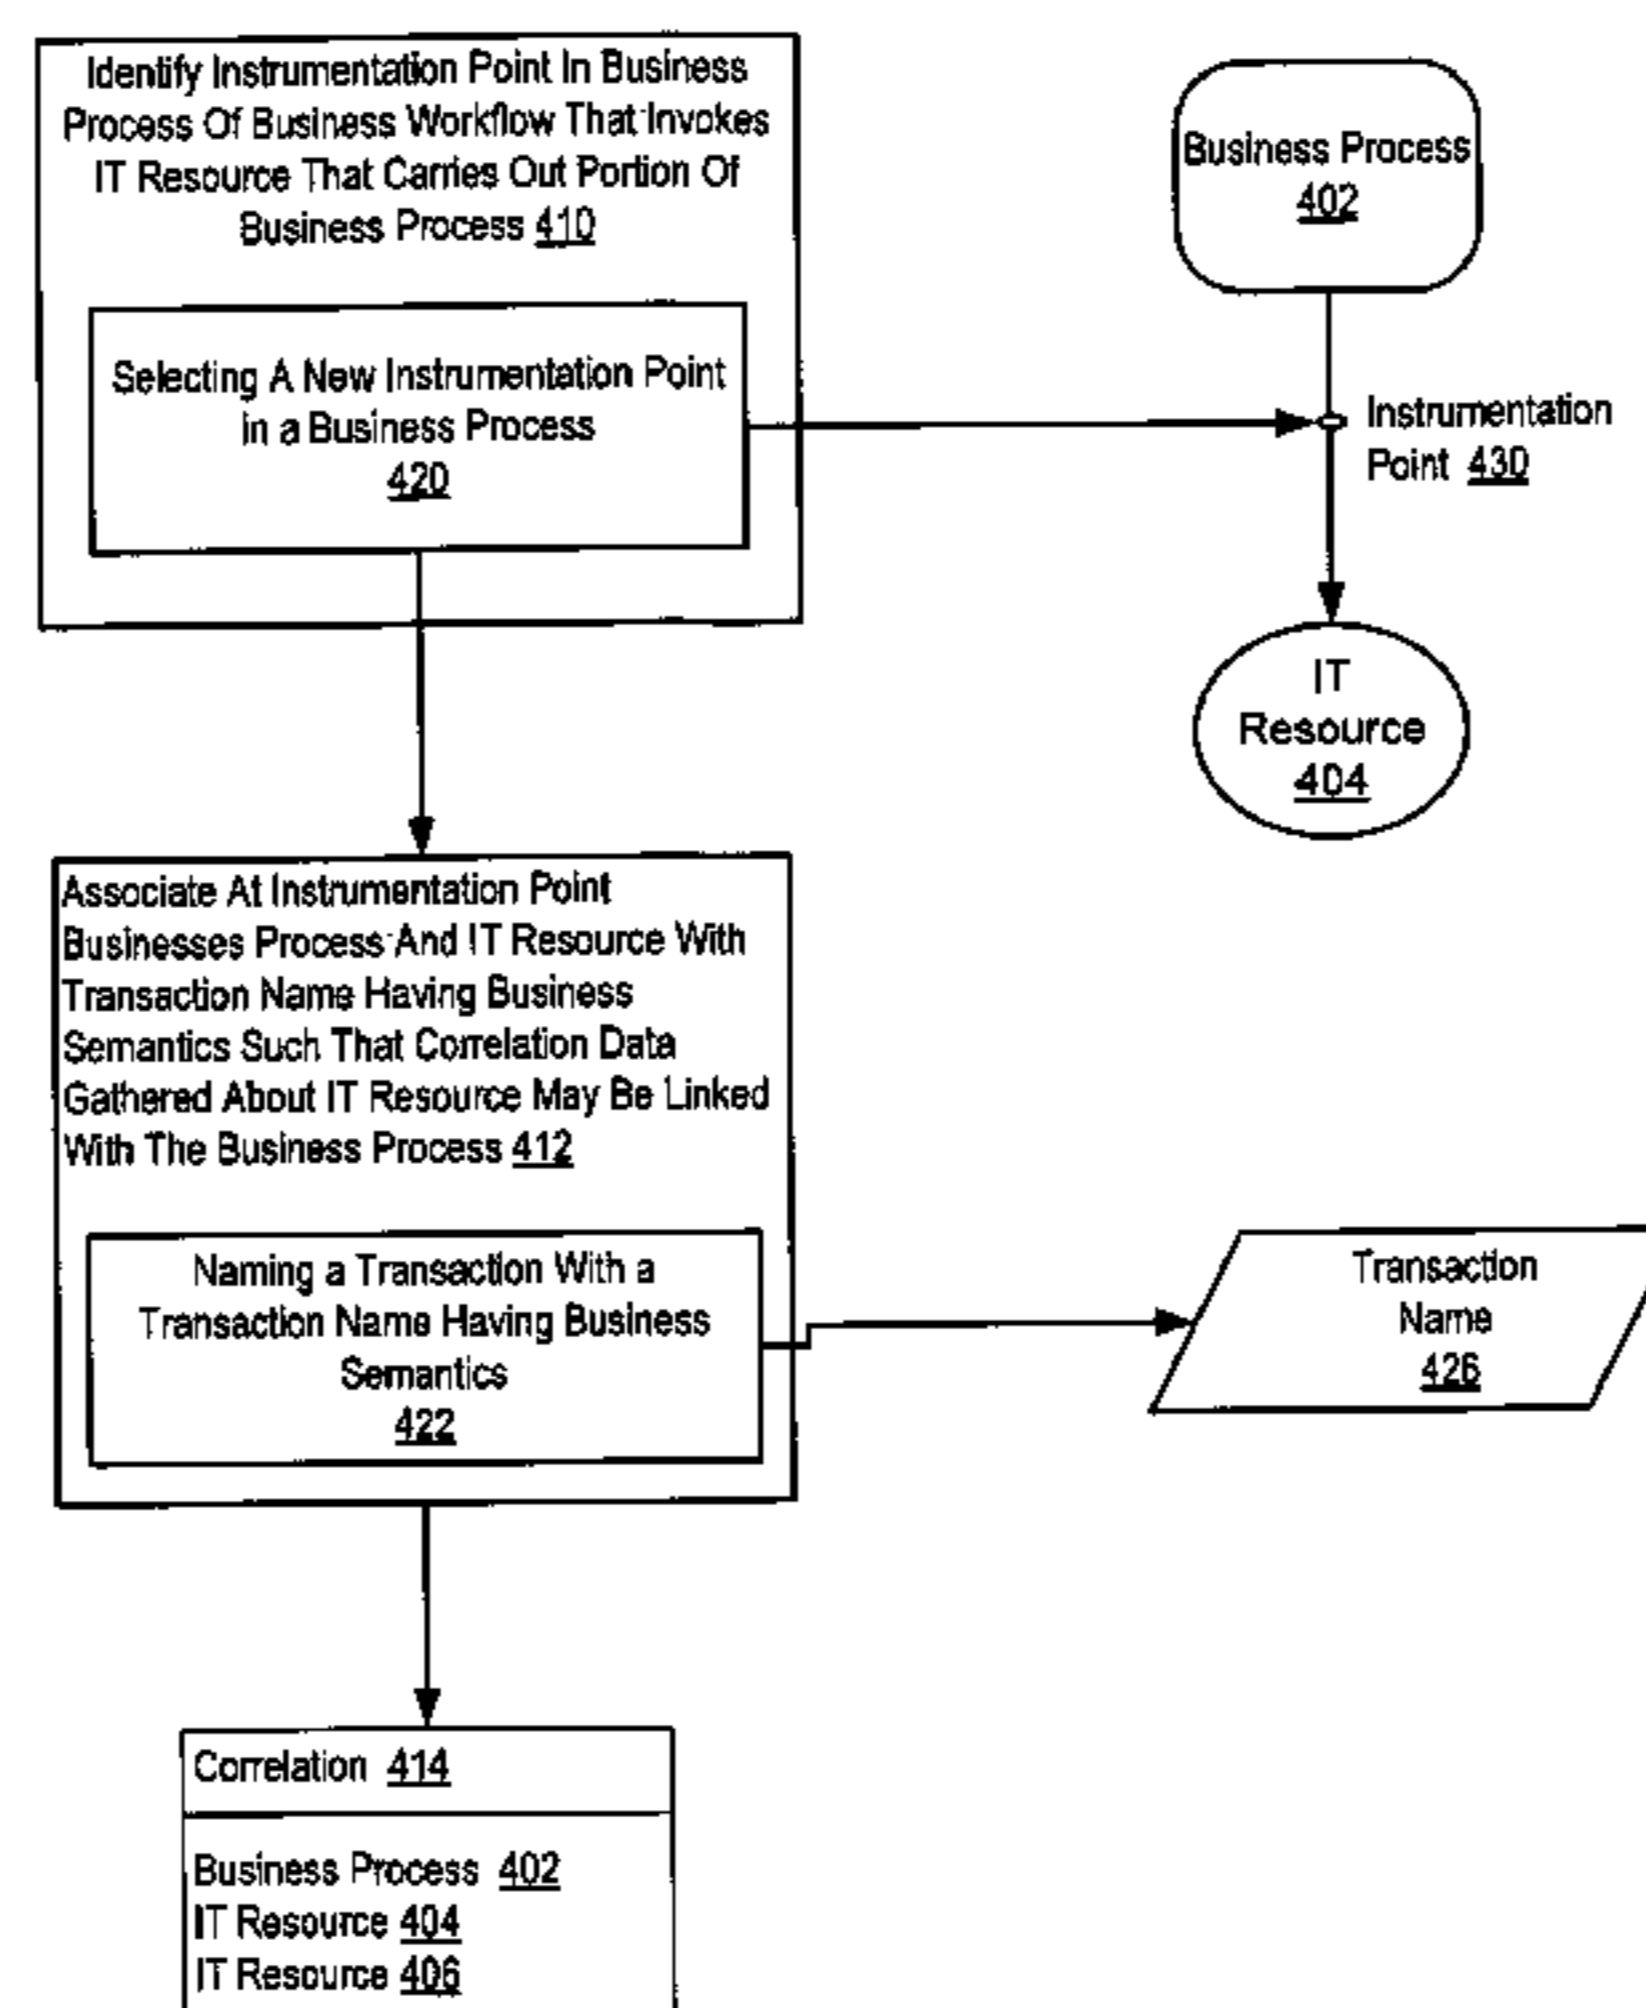 Identify Instrumentation Point In Business
Process Of Business Workflow That Invokes
IT Resource That Carries Out Portion Of
Business Process 410
Selecting A New Instrumentation Point
in a Business Process
420
Business Process
402
Instrumentation
Point 430
IT
Resource
404
Associate At Instrumentation Point
Businesses Process And IT Resource With
Transaction Name Having Business
Semantics Such That Correlation Data
Gathered About IT Resource May Be Linked
With The Business Process 412
Naming a Transaction With a
Transaction Name Having Business
Semantics
422
Transaction
Name
426
Correlation 414
Business Process 402
IT Resource 404
IT Resource 406